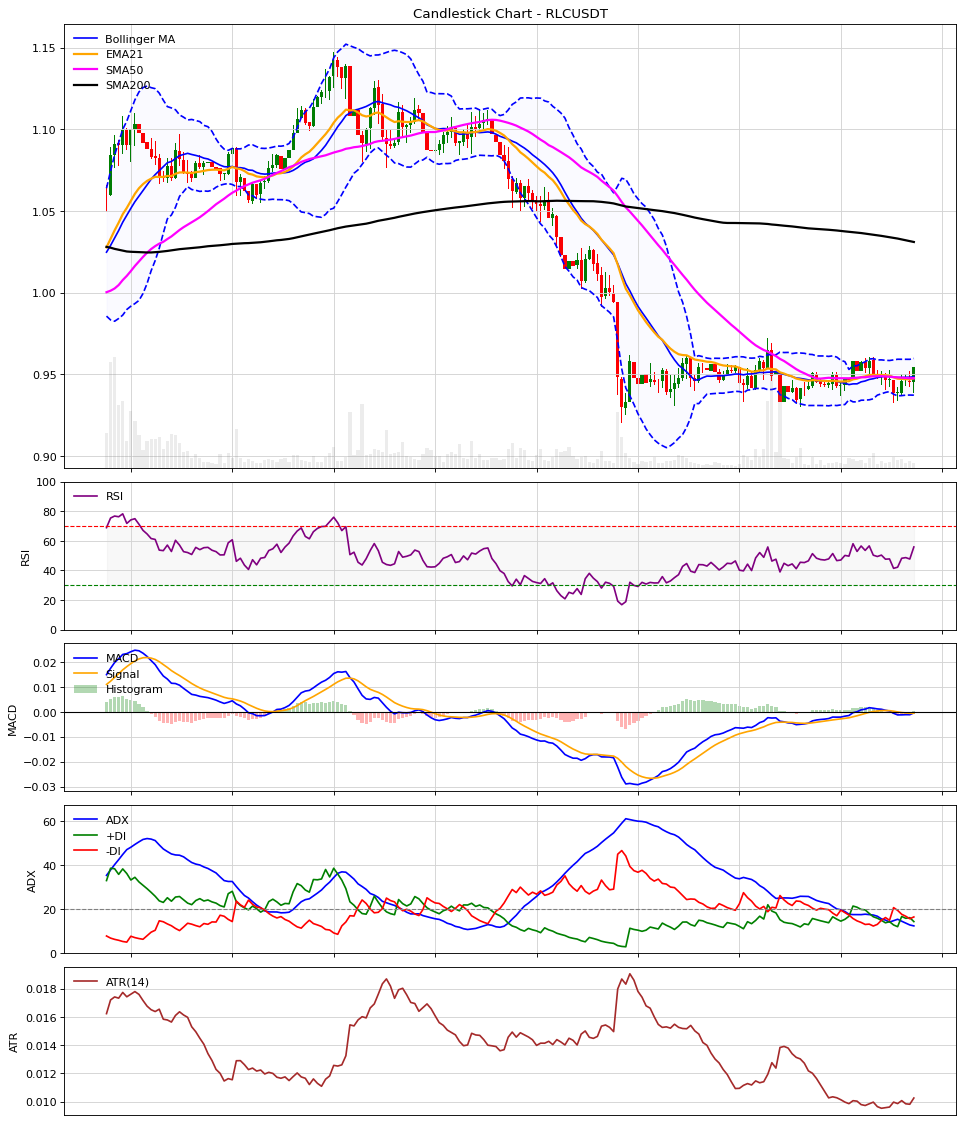 Candlestick Chart - RLCUSDT
Bollinger MA
EMA21
SMA50
SMA200
1.15
1.10
1.05
1.00
0.95
0.90
RSI
RSI
100
80
60
40
20
0
MACD
Signal
Histogram
MACD
0.02
0.01
0.00
−0.01
−0.02
−0.03
ADX
+DI
-DI
ADX
60
40
20
0
ATR(14)
ATR
0.018
0.016
0.014
0.012
0.010